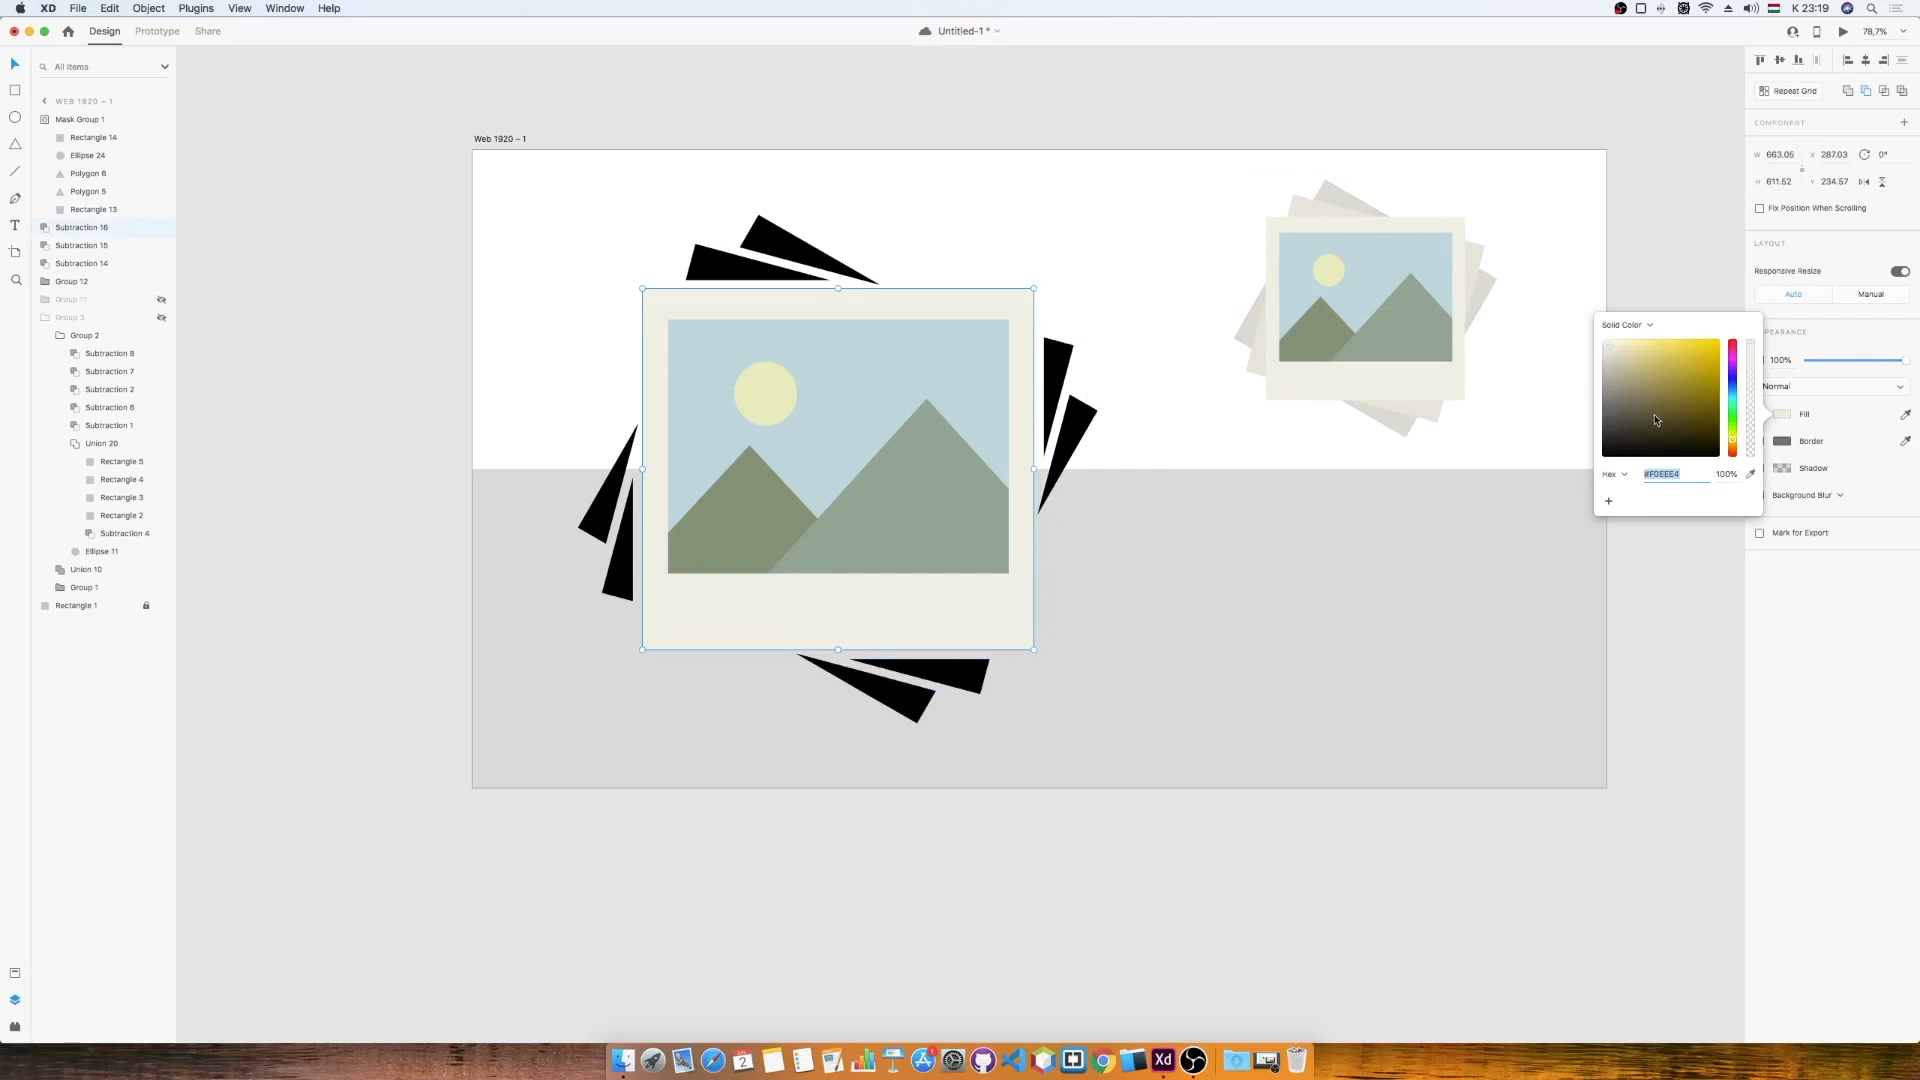 XD File Edit Object Plugins View Window Help
K 23:19
Design Prototype Share
Untitled-1 *
78,7%
All Items
WEB 1920 – 1
Mask Group 1
Rectangle 14
Ellipse 24
Polygon 6
Polygon 5
Rectangle 13
Subtraction 16
Subtraction 15
Subtraction 14
Group 12
Group 11
Group 3
Group 2
Subtraction 8
Subtraction 7
Subtraction 2
Subtraction 6
Subtraction 1
Union 20
Rectangle 5
Rectangle 4
Rectangle 3
Rectangle 2
Subtraction 4
Ellipse 11
Union 10
Group 1
Rectangle 1
Web 1920 – 1
Repeat Grid
COMPONENT
W 663.05 X 287.03 0°
H 611.52 Y 234.57
Fix Position When Scrolling
LAYOUT
Responsive Resize
Auto Manual
PEARANCE
100%
Normal
Fill
Border
Shadow
Background Blur
Mark for Export
Solid Color
Hex #F0EEE4 100%
T
2
Xd